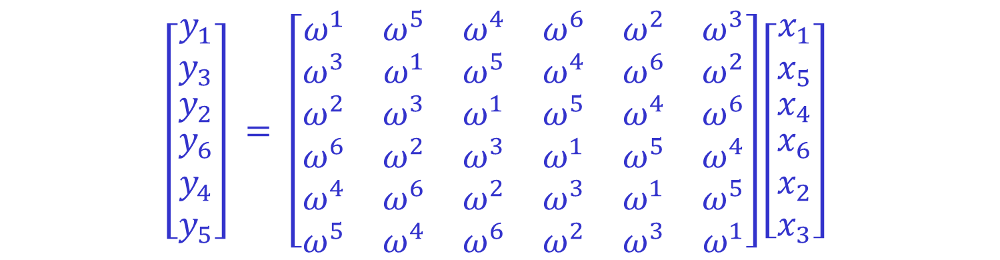 [y₁ y₃ y₂ y₆ y₄ y₅] = [ω¹ ω⁵ ω⁴ ω⁶ ω² ω³
ω³ ω¹ ω⁵ ω⁴ ω⁶ ω²
ω² ω³ ω¹ ω⁵ ω⁴ ω⁶
ω⁶ ω² ω³ ω¹ ω⁵ ω⁴
ω⁴ ω⁶ ω² ω³ ω¹ ω⁵
ω⁵ ω⁴ ω⁶ ω² ω³ ω¹] [x₁ x₅ x₄ x₆ x₂ x₃]